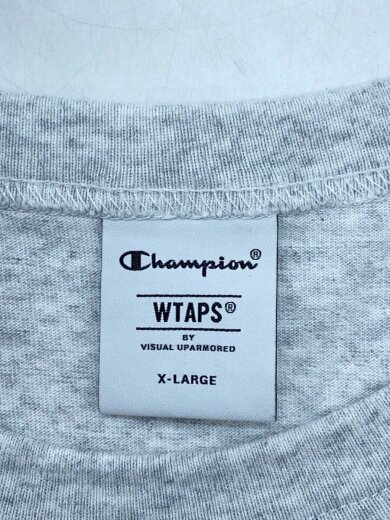 Champion®
WTAPS®
BY
VISUAL UPARMORED
X-LARGE